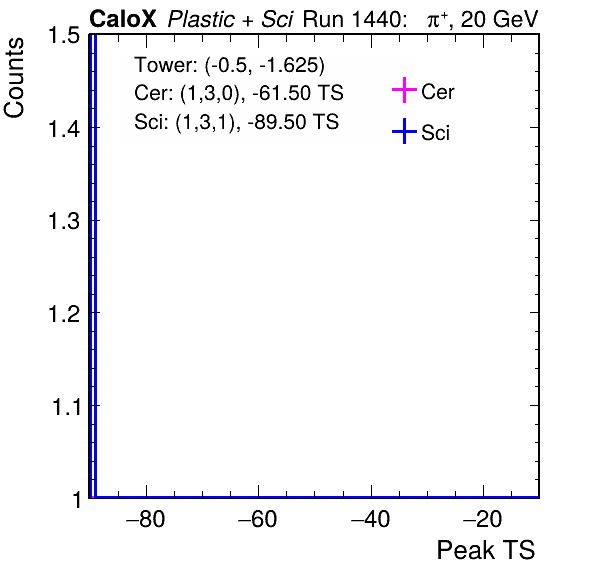 CaloX Plastic + Sci Run 1440: π⁺, 20 GeV
Counts
Tower: (-0.5, -1.625)
Cer: (1,3,0), -61.50 TS
Sci: (1,3,1), -89.50 TS
Cer
Sci
1.5
1.4
1.3
1.2
1.1
1
−80 −60 −40 −20
Peak TS